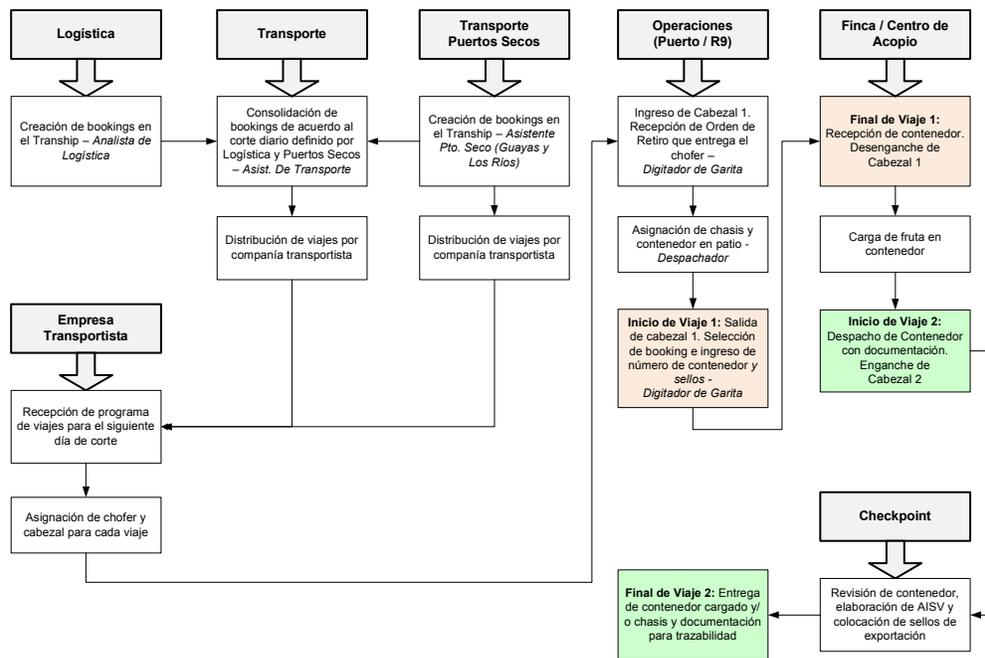 Logística
Creación de bookings en
el Tranship – Analista de
Logística
Transporte
Consolidación de
bookings de acuerdo al
corte diario definido por
Logística y Puertos Secos
– Asist. De Transporte
Distribución de viajes por
compañía transportista
Transporte
Puertos Secos
Creación de bookings en
el Tranship – Asistente
Pto. Seco (Guayas y
Los Ríos)
Distribución de viajes por
compañía transportista
Empresa
Transportista
Recepción de programa
de viajes para el siguiente
día de corte
Asignación de chofer y
cabezal para cada viaje
Operaciones
(Puerto / R9)
Ingreso de Cabezal 1.
Recepción de Orden de
Retiro que entrega el
chofer –
Digitador de Garita
Asignación de chasis y
contenedor en patio -
Despachador
Inicio de Viaje 1: Salida
de cabezal 1. Selección
de booking e ingreso de
número de contenedor y
sellos -
Digitador de Garita
Finca / Centro de
Acopio
Final de Viaje 1:
Recepción de contenedor.
Desenganche de
Cabezal 1
Carga de fruta en
contenedor
Inicio de Viaje 2:
Despacho de Contenedor
con documentación.
Enganche de
Cabezal 2
Checkpoint
Revisión de contenedor,
elaboración de AISV y
colocación de sellos de
exportación
Final de Viaje 2: Entrega
de contenedor cargado y/
o chasis y documentación
para trazabilidad